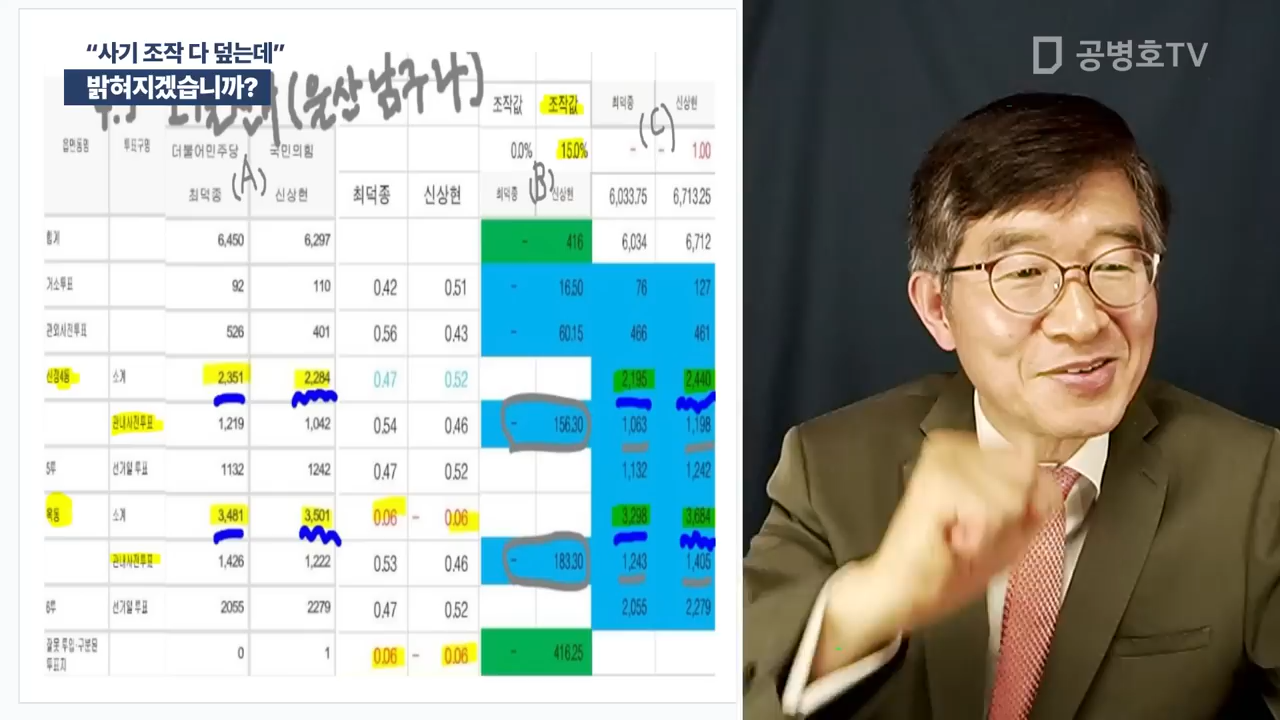 “사기 조작 다 덮는데”
밝혀지겠습니까?
공병호TV
(울산 남구 나)
조작값 조작값 최덕종 신상현
읍면동명 투표구명 더불어민주당 국민의힘 0.0% 15.0% (C) - - 1.00
최덕종 (A) 신상현 최덕종 신상현 최덕종 (B) 신상현 6,033.75 6,713.25
합계 6,450 6,297 - 416 6,034 6,712
거소투표 92 110 0.42 0.51 - 16.50 76 127
관외사전투표 526 401 0.56 0.43 - 60.15 466 461
신정4동 소계 2,351 2,284 0.47 0.52 2,195 2,440
관내사전투표 1,219 1,042 0.54 0.46 - 156.30 1,063 1,198
5투 선거일 투표 1132 1242 0.47 0.52 1,132 1,242
옥동 소계 3,481 3,501 0.06 - 0.06 3,298 3,684
관내사전투표 1,426 1,222 0.53 0.46 - 183.30 1,243 1,405
6투 선거일 투표 2055 2279 0.47 0.52 2,055 2,279
잘못 투입·구분된 투표지 0 1 0.06 - 0.06 - 416.25